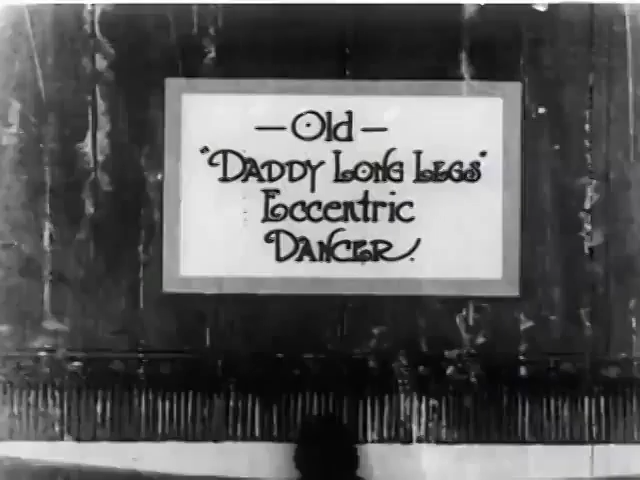 — Old —
"DADDY LONG LEGS"
Eccentric
DANCER.